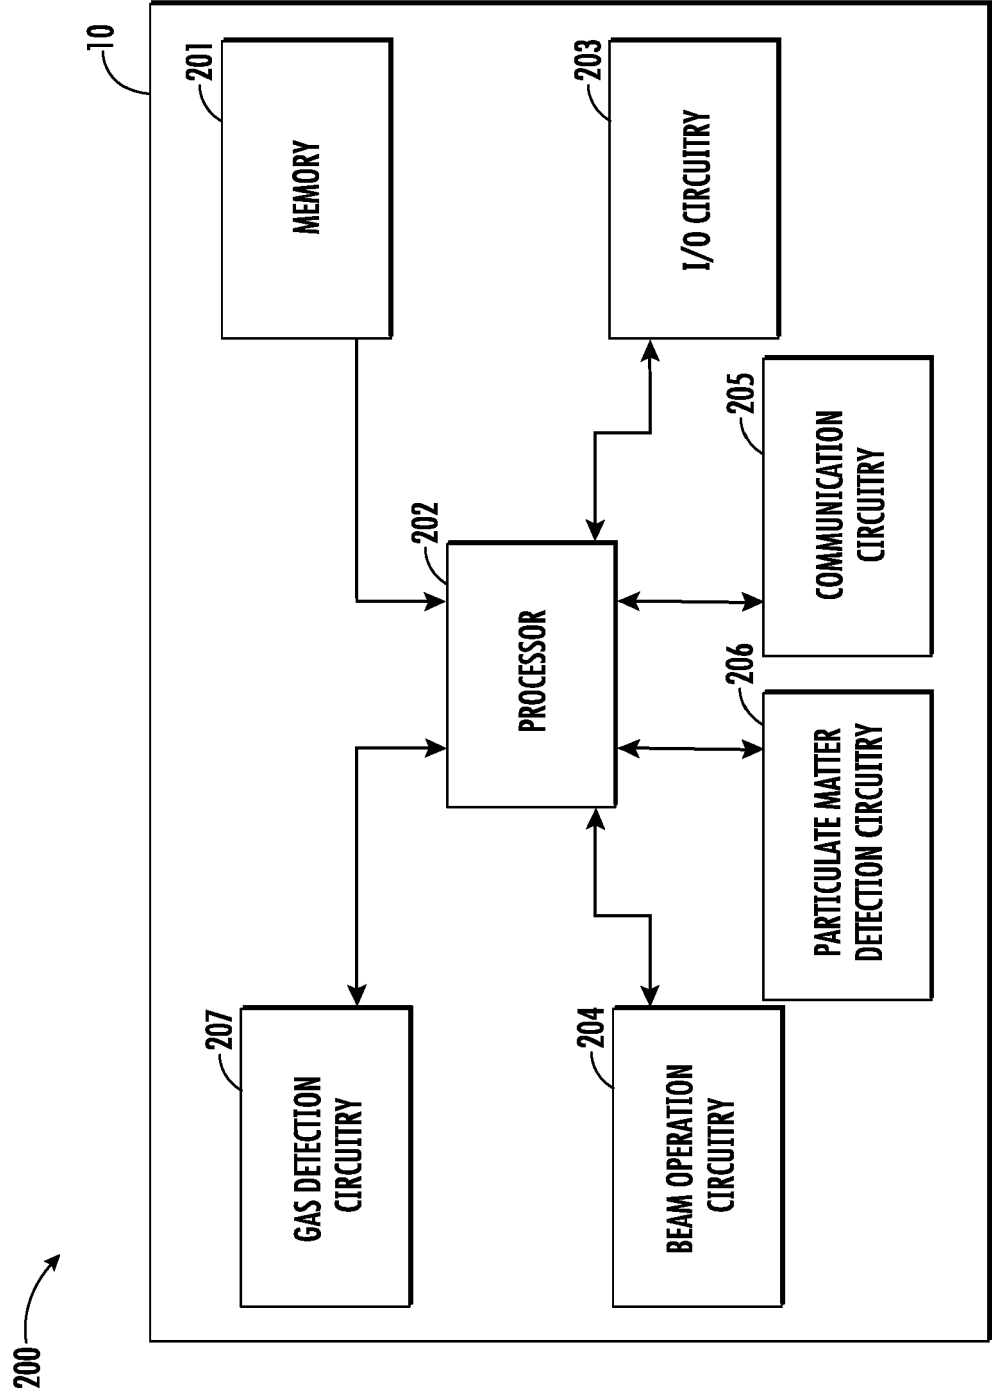 200
10
207
GAS DETECTION
CIRCUITRY
201
MEMORY
202
PROCESSOR
204
BEAM OPERATION
CIRCUITRY
203
I/O CIRCUITRY
206
PARTICULATE MATTER
DETECTION CIRCUITRY
205
COMMUNICATION
CIRCUITRY